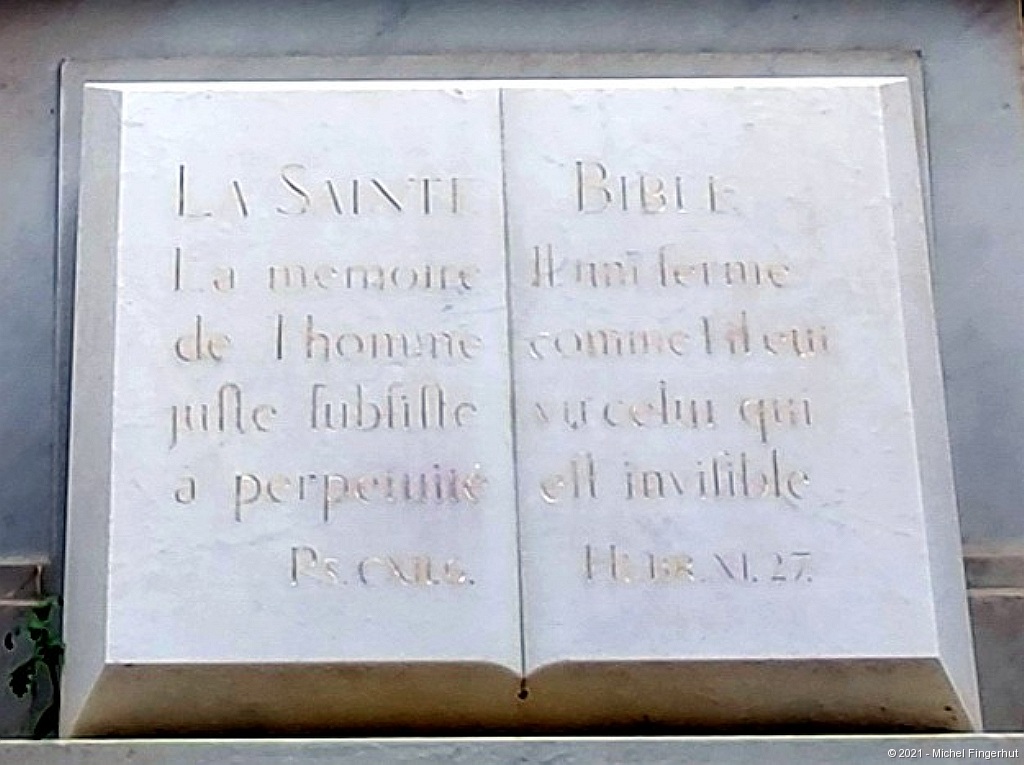 LA SAINTE
La memoire
de l'homme
juſte ſubſiſte
a perpetuité
PS. CXII.6.
BIBLE
Il tint ferme
comme ſ'il eut
vu celui qui
eſt inviſible
HEBR. XI. 27.
©2021 - Michel Fingerhut